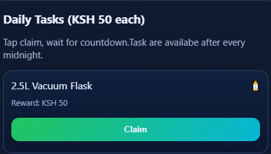 Daily Tasks (KSH 50 each)
Tap claim, wait for countdown.Task are availabe after every
midnight.
2.5L Vacuum Flask
Reward: KSH 50
Claim